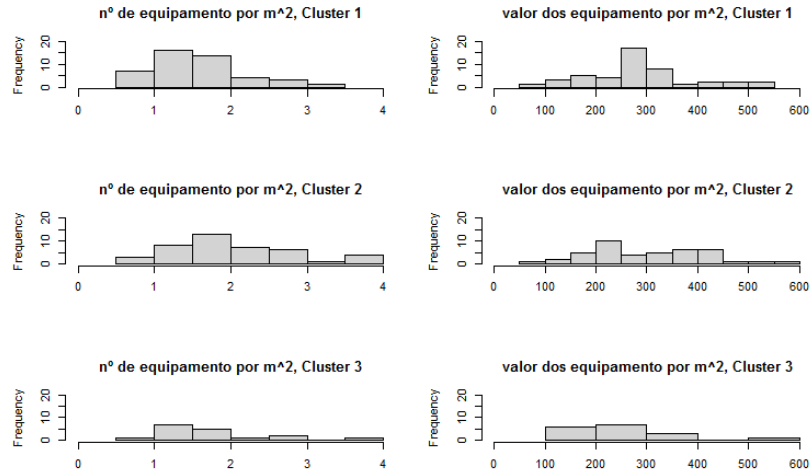 nº de equipamento por m^2, Cluster 1
Frequency
0 10 20
0 1 2 3 4
valor dos equipamento por m^2, Cluster 1
Frequency
0 10 20
0 100 200 300 400 500 600
nº de equipamento por m^2, Cluster 2
Frequency
0 10 20
0 1 2 3 4
valor dos equipamento por m^2, Cluster 2
Frequency
0 10 20
0 100 200 300 400 500 600
nº de equipamento por m^2, Cluster 3
Frequency
0 10 20
0 1 2 3 4
valor dos equipamento por m^2, Cluster 3
Frequency
0 10 20
0 100 200 300 400 500 600